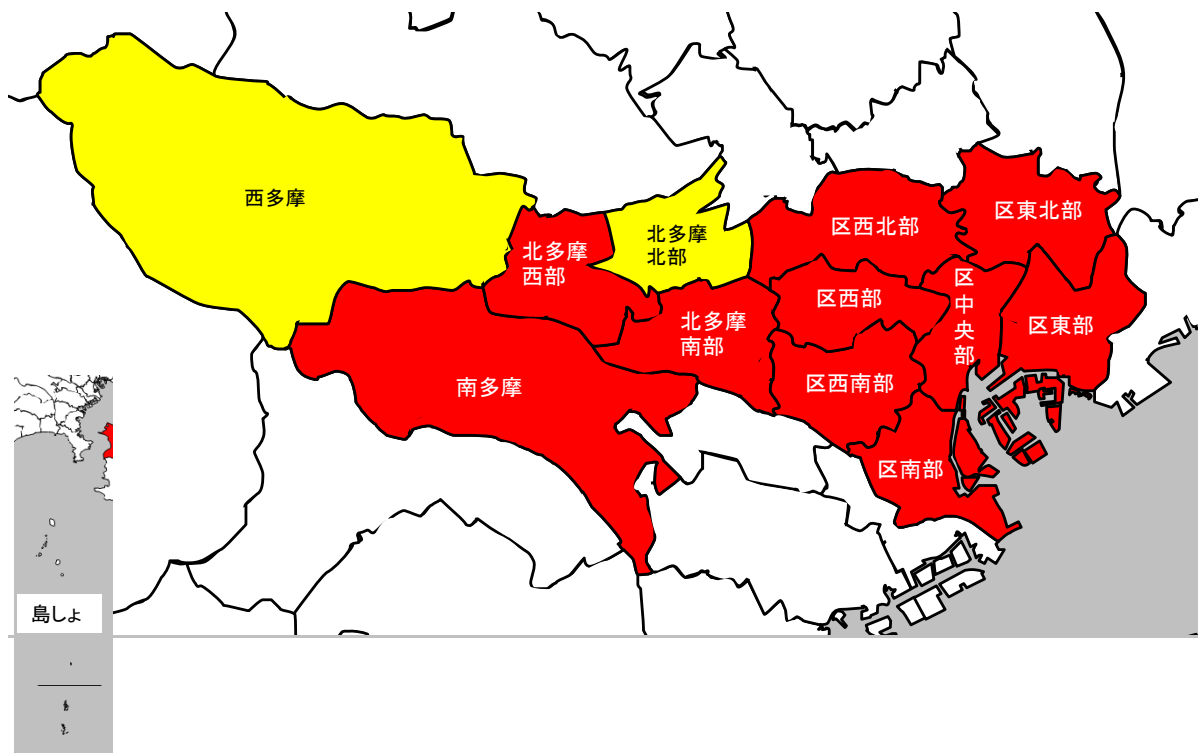 西多摩
北多摩
西部
北多摩
北部
区西北部
区東北部
区西部
区
中
央
部
区東部
北多摩
南部
区西南部
南多摩
区南部
島しょ